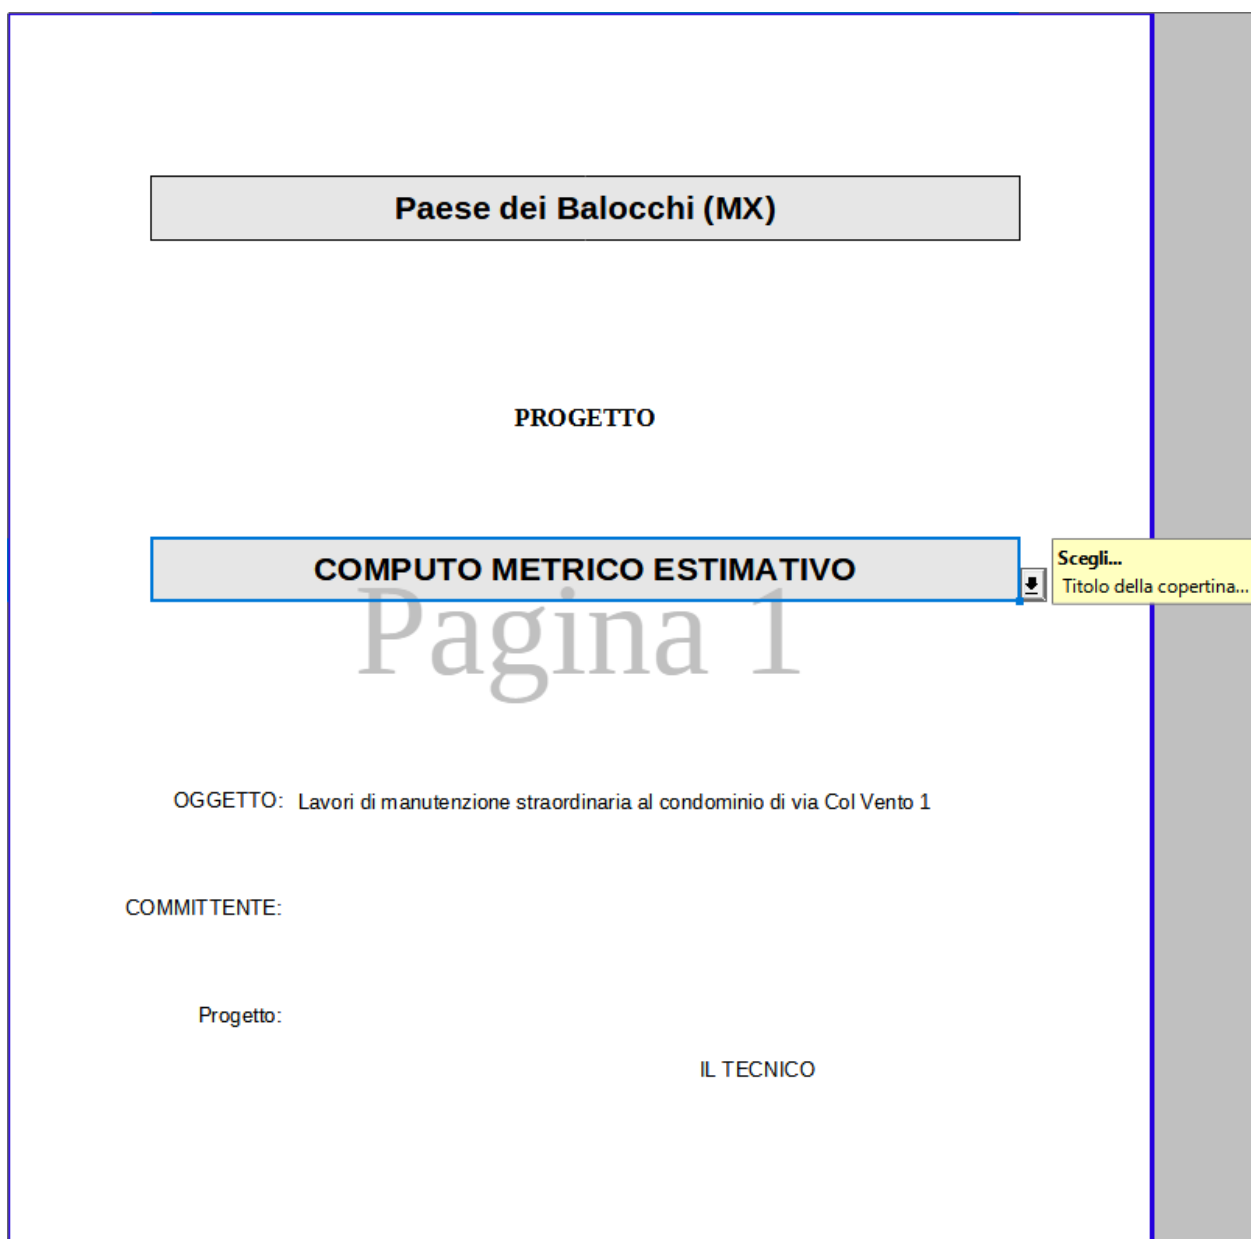 Paese dei Balocchi (MX)
PROGETTO
COMPUTO METRICO ESTIMATIVO
Scegli...
Titolo della copertina...
Pagina 1
OGGETTO: Lavori di manutenzione straordinaria al condominio di via Col Vento 1
COMMITTENTE:
Progetto:
IL TECNICO